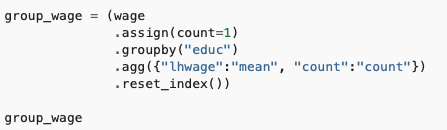 group_wage = (wage
              .assign(count=1)
              .groupby("educ")
              .agg({"lhwage":"mean", "count":"count"})
              .reset_index())

group_wage